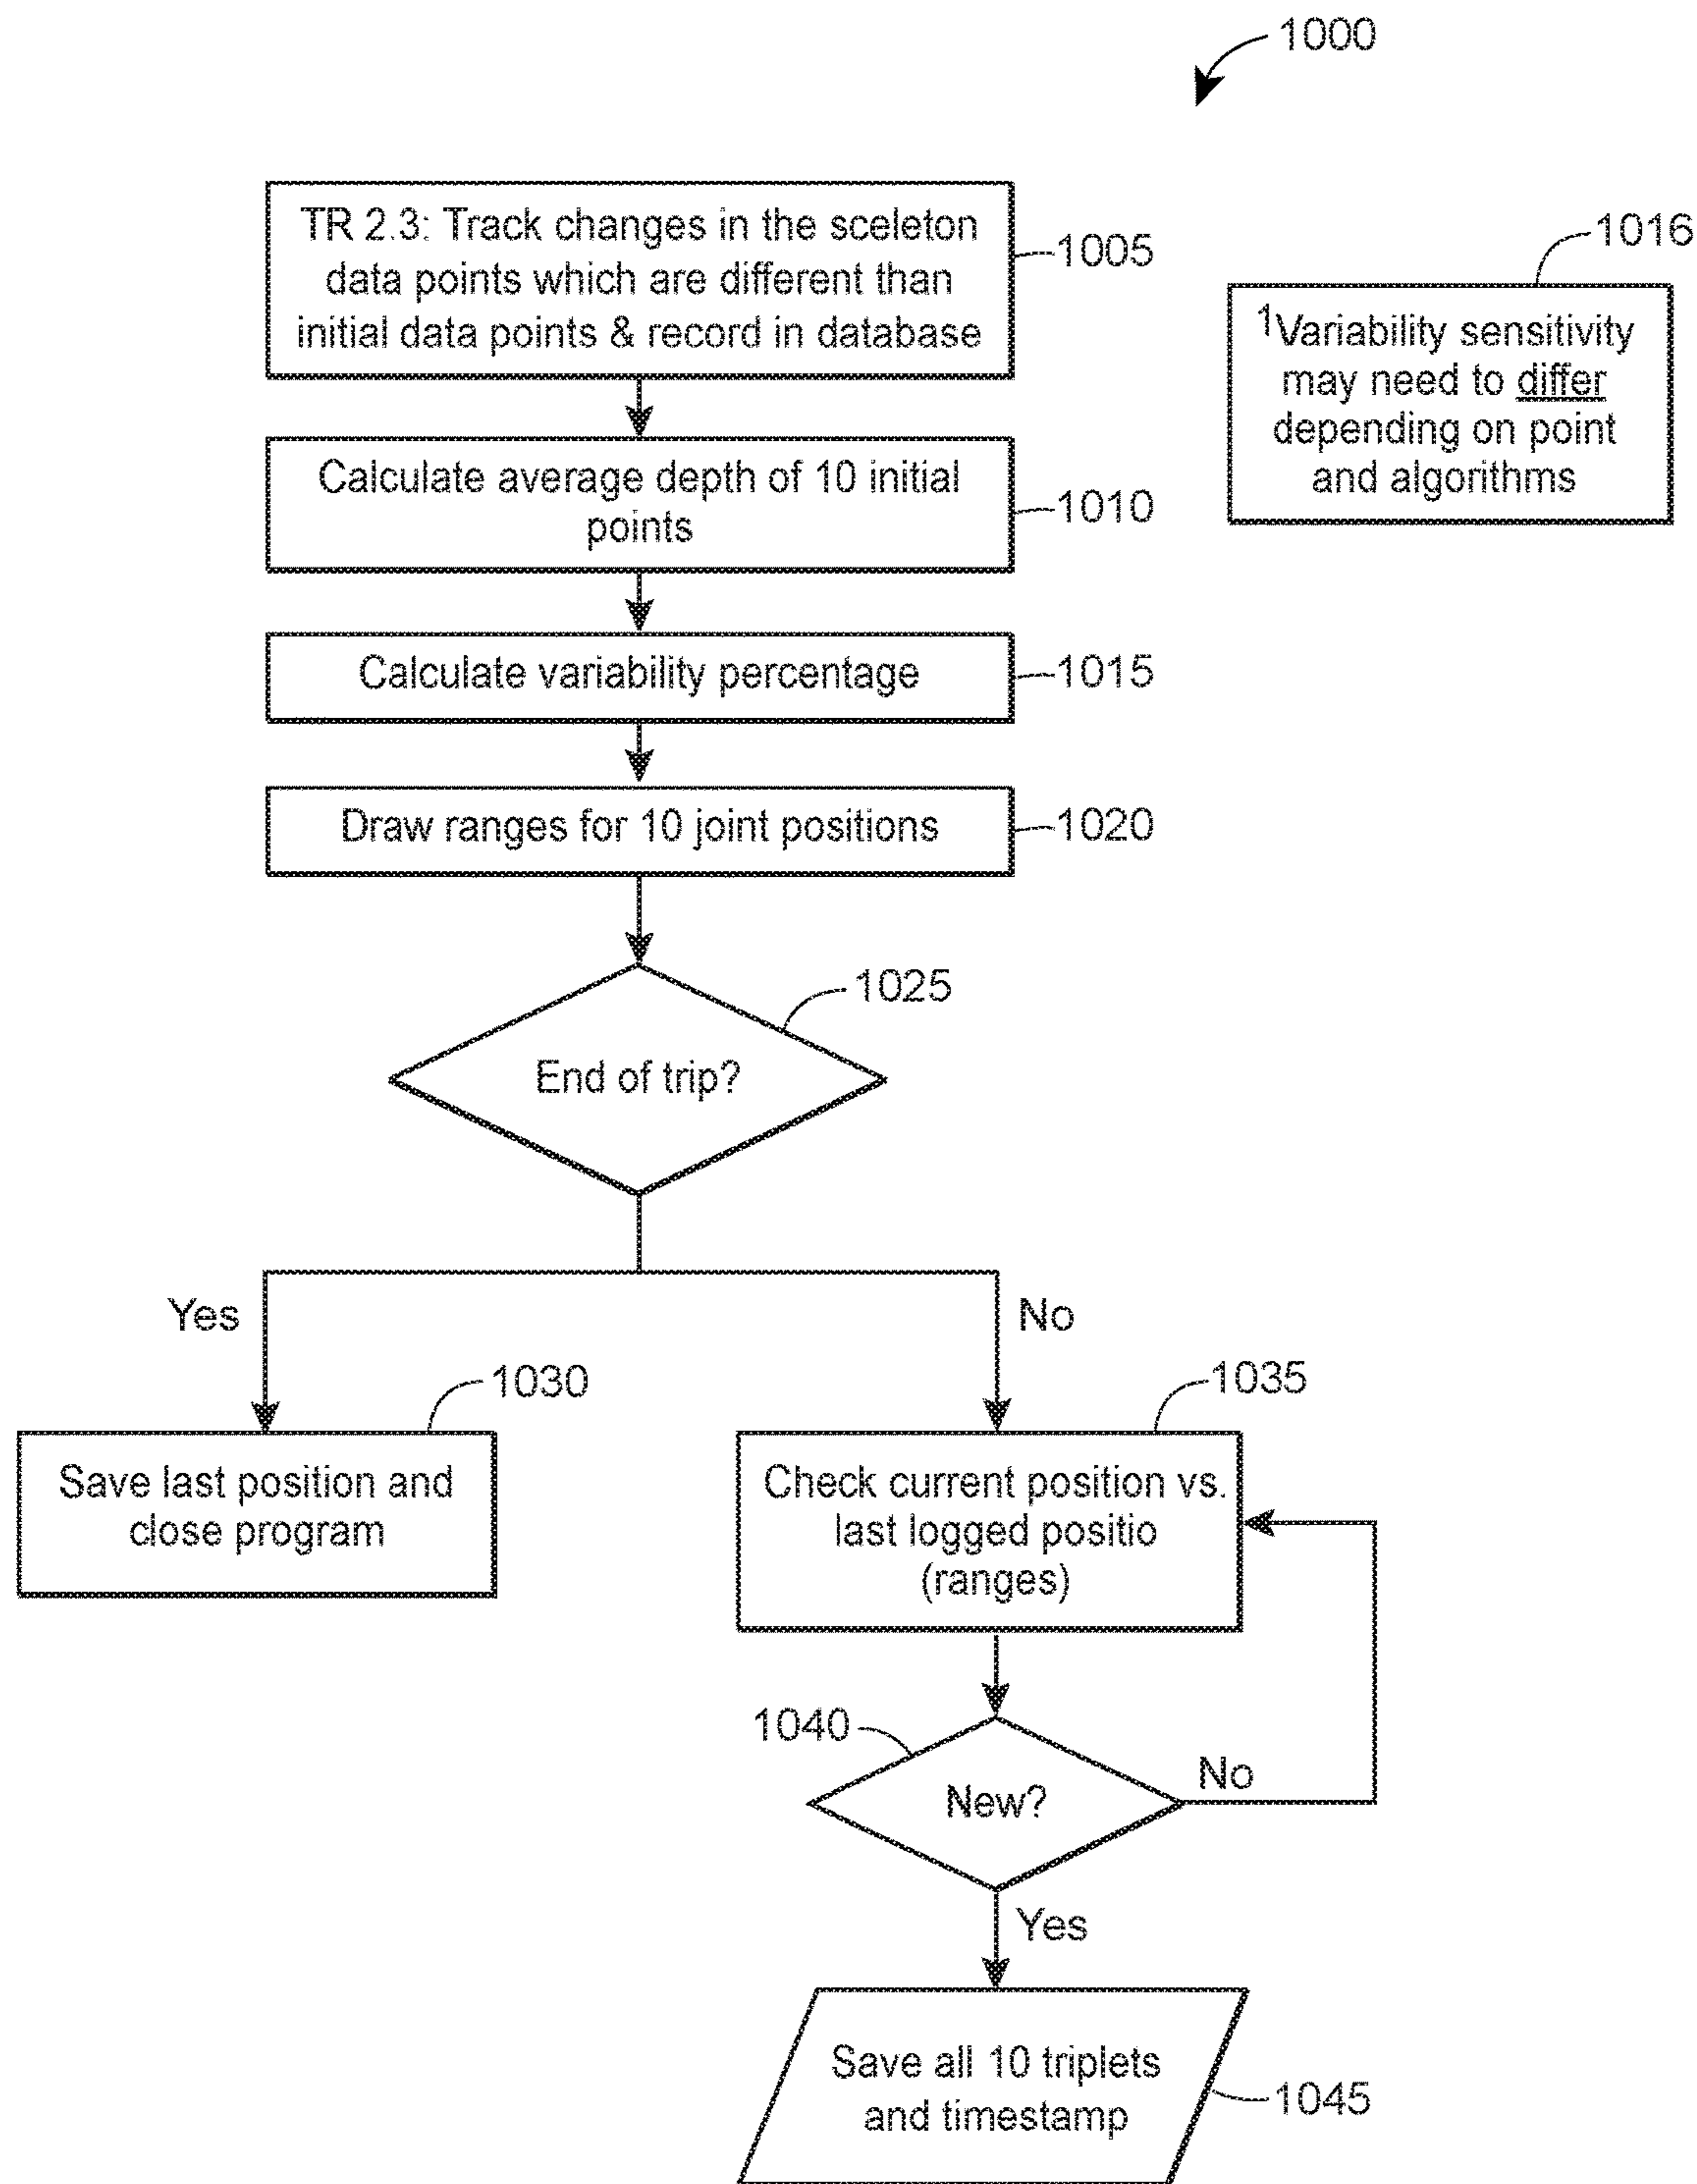 1000
TR 2.3: Track changes in the sceleton
data points which are different than
initial data points & record in database
1005
1016
1Variability sensitivity
may need to differ
depending on point
and algorithms
Calculate average depth of 10 initial
points
1010
Calculate variability percentage
1015
Draw ranges for 10 joint positions
1020
1025
End of trip?
Yes
No
1030
Save last position and
close program
1035
Check current position vs.
last logged positio
(ranges)
1040
New?
No
Yes
Save all 10 triplets
and timestamp
1045